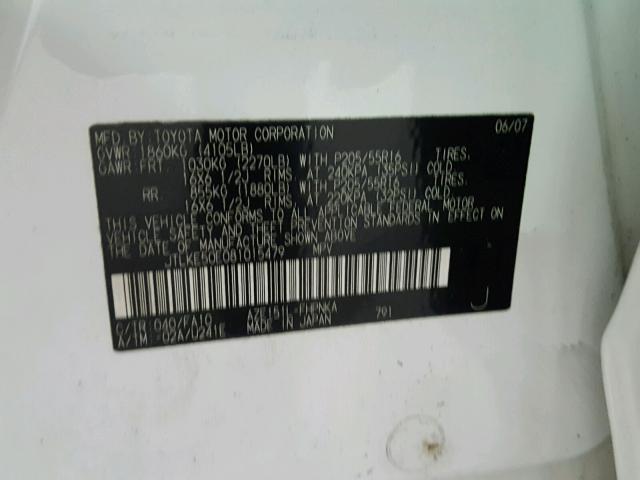 MFD. BY: TOYOTA MOTOR CORPORATION 06/07
GVWR 1860KG (4105LB)
GAWR FRT 1030KG (2270LB) WITH P205/55R16 TIRES,
16X6 1/2J RIMS, AT 240KPA (35PSI) COLD
RR 855KG (1880LB) WITH P205/55R16 TIRES,
16X6 1/2J RIMS, AT 220KPA (32PSI) COLD
THIS VEHICLE CONFORMS TO ALL APPLICABLE FEDERAL MOTOR
VEHICLE SAFETY AND THEFT PREVENTION STANDARDS IN EFFECT ON
THE DATE OF MANUFACTURE SHOWN ABOVE.
JTLKE50E081015479 MPV
C/TR 040/FA10 AZE151L-FHPNKA
A/TM 02A/U241E MADE IN JAPAN 791 J